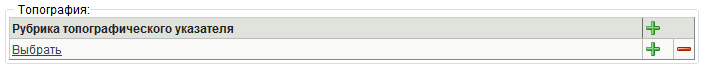 Топография:
Рубрика топографического указателя
Выбрать